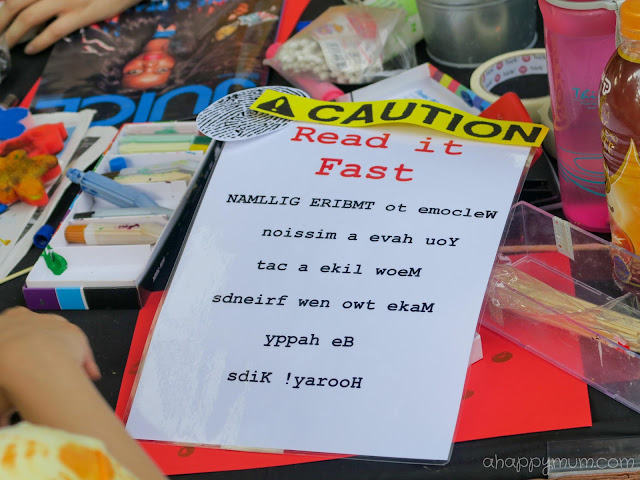 JUICE
CAUTION
Read it
Fast
NAMLLIG ERIBMT ot emocleW
noissim a evah uoY
tac a ekil woeM
sdneirf wen owt ekaM
yppah eB
sdiK !yarooH
ahappymum.com